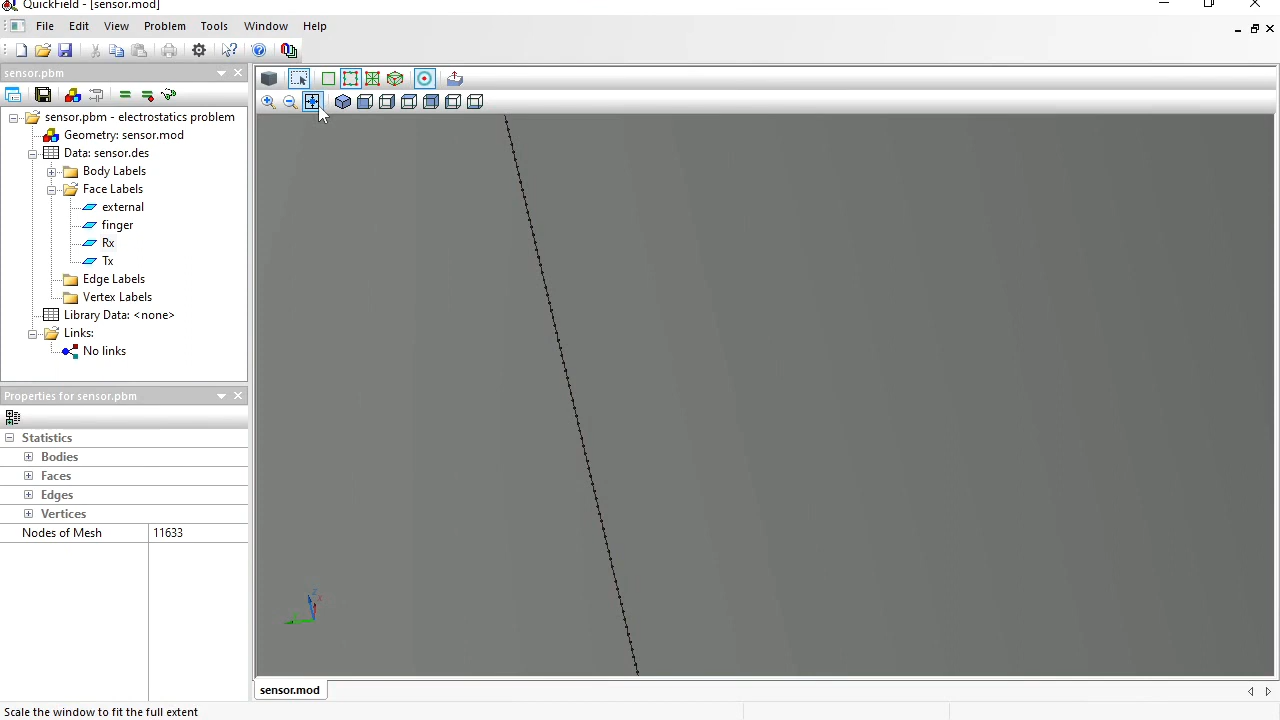 QuickField - [sensor.mod]
File Edit View Problem Tools Window Help
sensor.pbm
sensor.pbm - electrostatics problem
Geometry: sensor.mod
Data: sensor.des
Body Labels
Face Labels
external
finger
Rx
Tx
Edge Labels
Vertex Labels
Library Data: <none>
Links:
No links
Properties for sensor.pbm
Statistics
Bodies
Faces
Edges
Vertices
Nodes of Mesh 11633
sensor.mod
Scale the window to fit the full extent